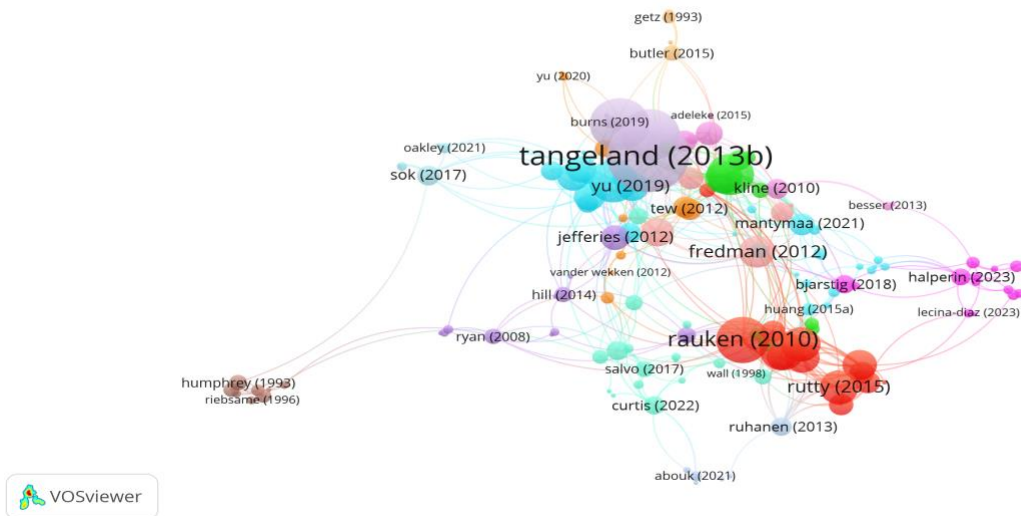 getz (1993)
butler (2015)
yu (2020)
adeleke (2015)
burns (2019)
oakley (2021)
tangeland (2013b)
sok (2017)
yu (2019)
kline (2010)
besser (2013)
tew (2012)
mantymaa (2021)
jefferies (2012)
fredman (2012)
vander wekken (2012)
halperin (2023)
bjarstig (2018)
hill (2014)
huang (2015a)
lecina-diaz (2023)
ryan (2008)
rauken (2010)
salvo (2017)
wall (1998)
humphrey (1993)
rutty (2015)
riebsame (1996)
curtis (2022)
ruhanen (2013)
abouk (2021)
VOSviewer